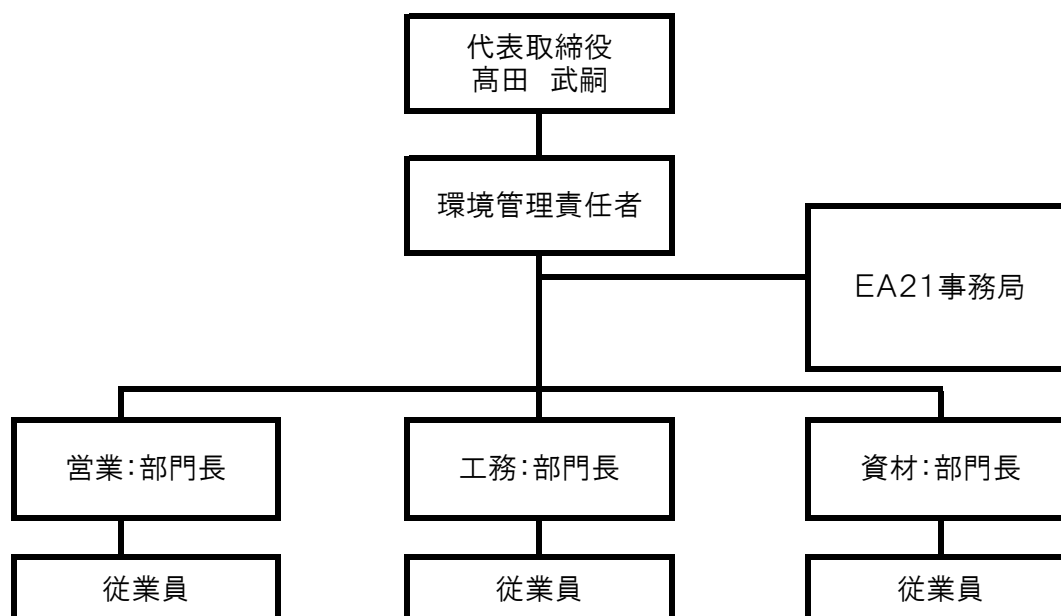 代表取締役
髙田　武嗣
環境管理責任者
EA21事務局
営業：部門長
工務：部門長
資材：部門長
従業員
従業員
従業員